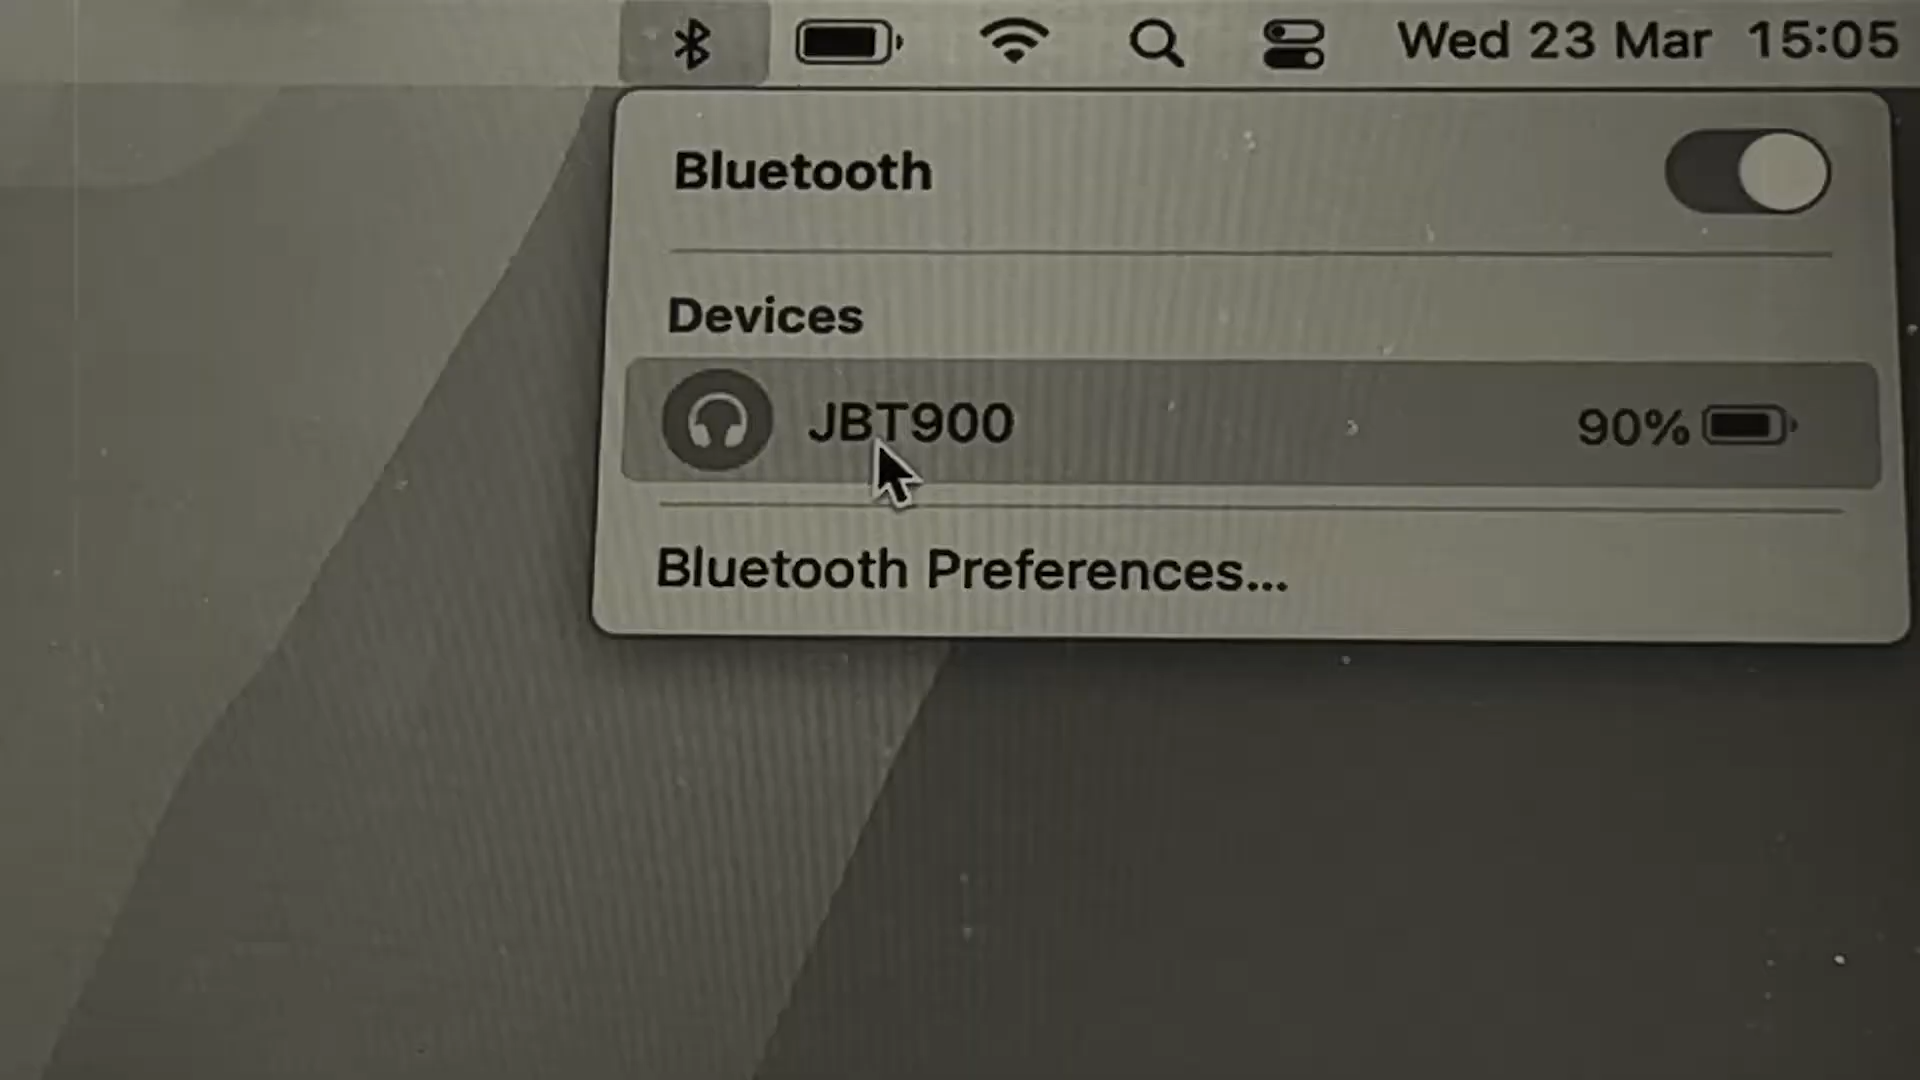 Wed 23 Mar 15:05
Bluetooth
Devices
JBT900 90%
Bluetooth Preferences...